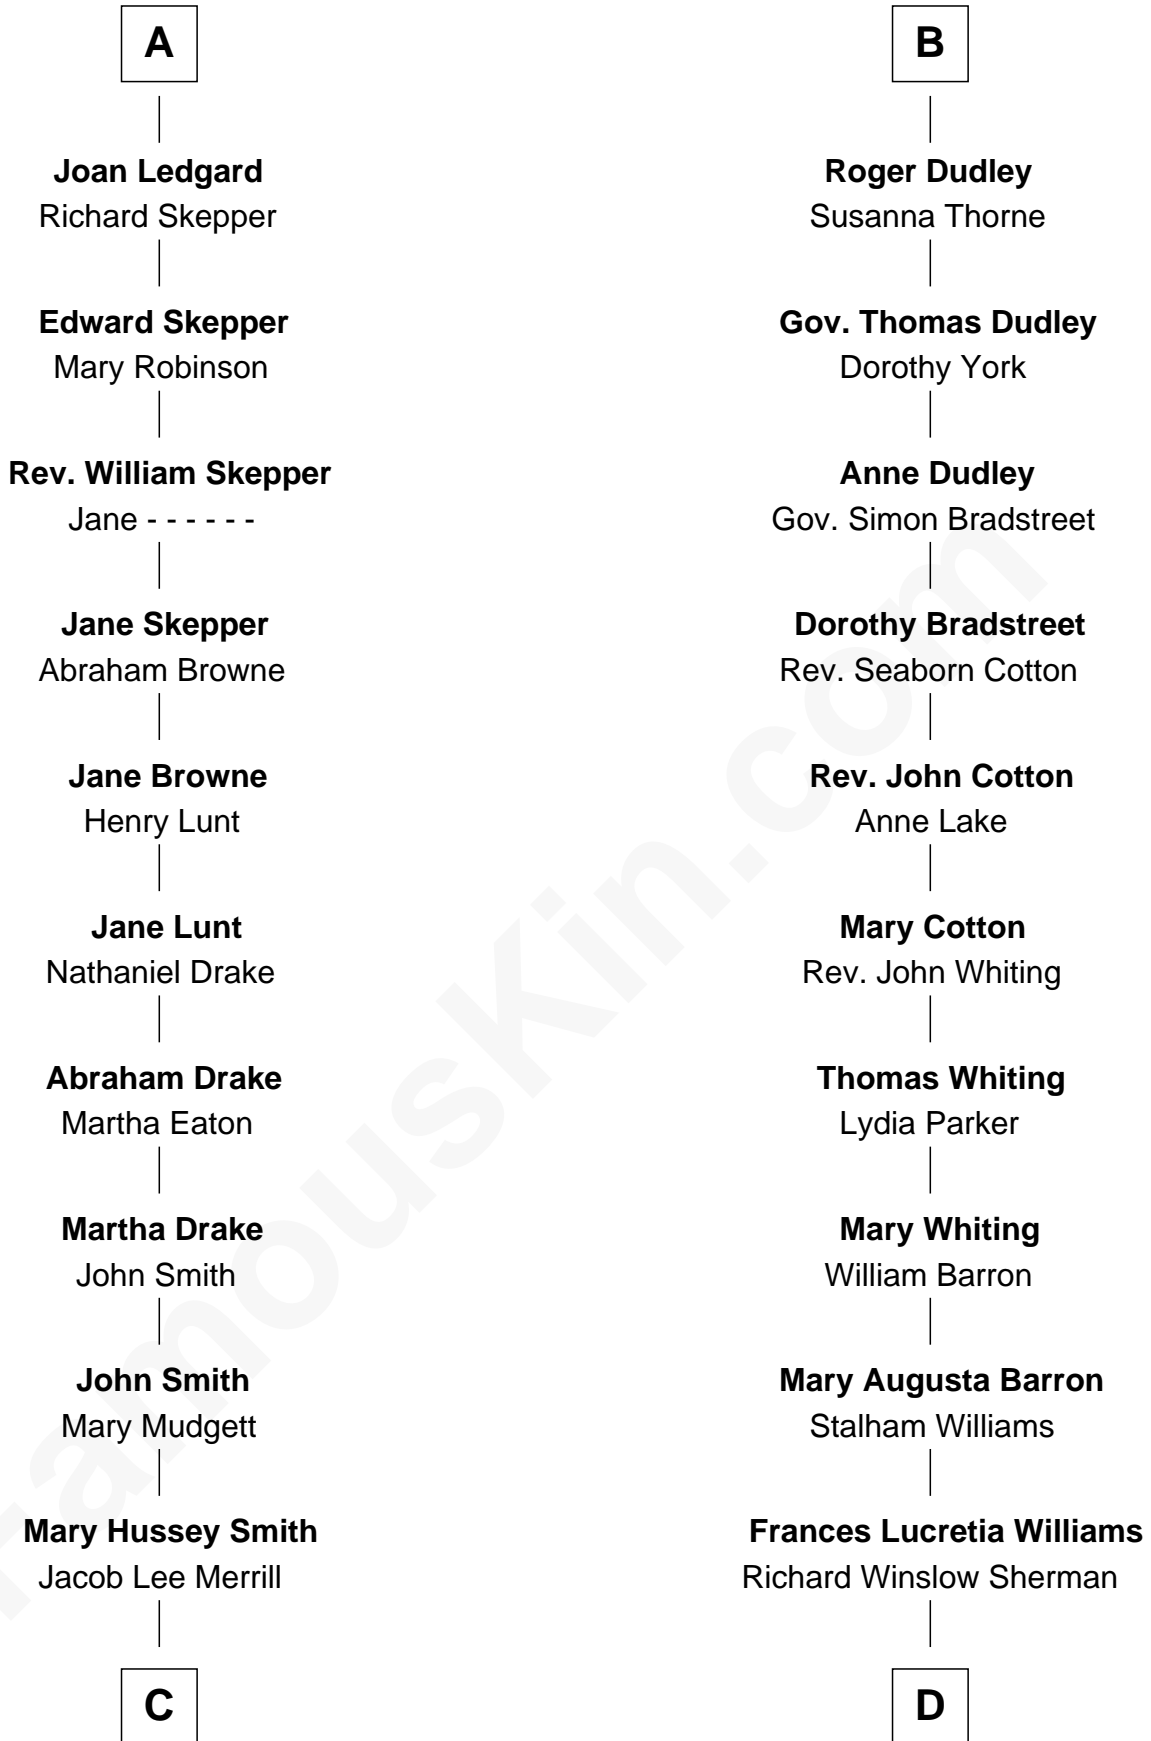 A
Joan Ledgard
Richard Skepper
Edward Skepper
Mary Robinson
Rev. William Skepper
Jane - - - - - -
Jane Skepper
Abraham Browne
Jane Browne
Henry Lunt
Jane Lunt
Nathaniel Drake
Abraham Drake
Martha Eaton
Martha Drake
John Smith
John Smith
Mary Mudgett
Mary Hussey Smith
Jacob Lee Merrill
C
B
Roger Dudley
Susanna Thorne
Gov. Thomas Dudley
Dorothy York
Anne Dudley
Gov. Simon Bradstreet
Dorothy Bradstreet
Rev. Seaborn Cotton
Rev. John Cotton
Anne Lake
Mary Cotton
Rev. John Whiting
Thomas Whiting
Lydia Parker
Mary Whiting
William Barron
Mary Augusta Barron
Stalham Williams
Frances Lucretia Williams
Richard Winslow Sherman
D
FamousKin.com